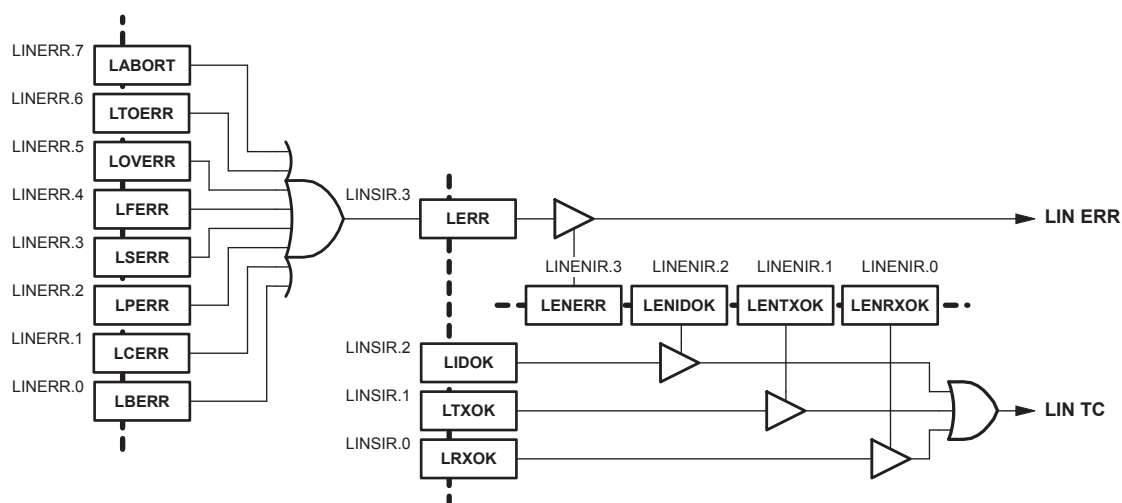 LINERR.7
LABORT
LINERR.6
LTOERR
LINERR.5
LOVERR
LINERR.4
LFERR
LINERR.3
LSERR
LINERR.2
LPERR
LINERR.1
LCERR
LINERR.0
LBERR
LINSIR.3
LERR
LIN ERR
LINENIR.3
LINENIR.2
LINENIR.1
LINENIR.0
LENERR
LENIDOK
LENTXOK
LENRXOK
LINSIR.2
LIDOK
LINSIR.1
LTXOK
LIN TC
LINSIR.0
LRXOK